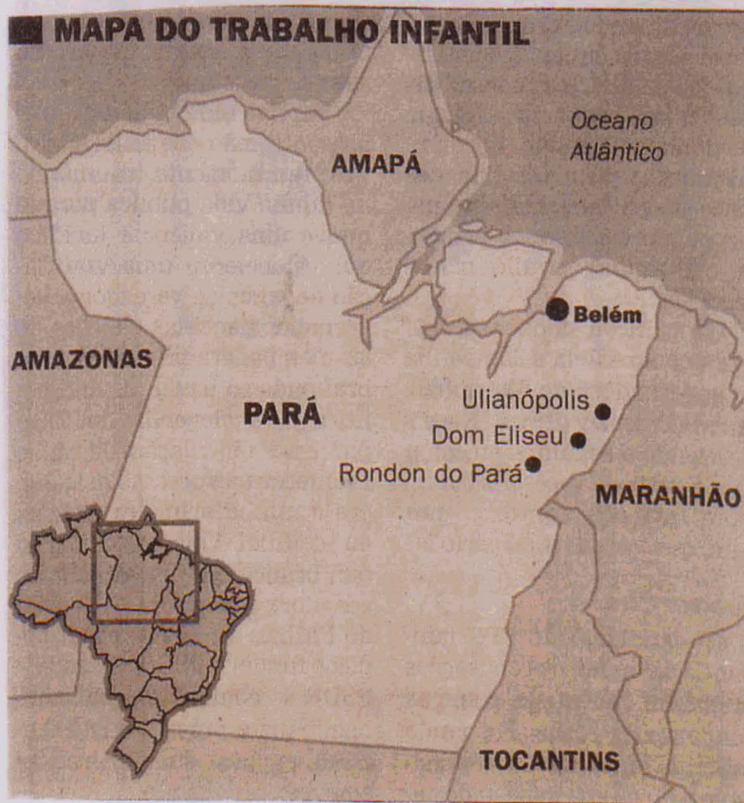 MAPA DO TRABALHO INFANTIL
Oceano
Atlântico
AMAPÁ
Belém
AMAZONAS
PARÁ
Ulianópolis
Dom Eliseu
Rondon do Pará
MARANHÃO
TOCANTINS